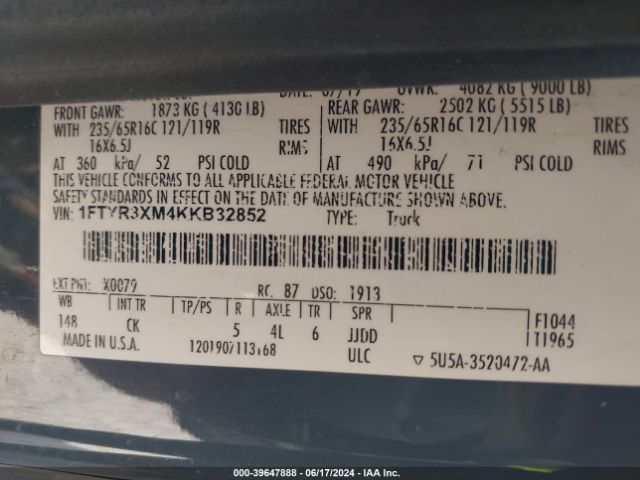 DATE: 07/19 GVWR: 4082 KG ( 9000 LB)
FRONT GAWR: 1873 KG ( 4130 LB) REAR GAWR: 2502 KG ( 5515 LB)
WITH 235/65R16C 121/119R TIRES WITH 235/65R16C 121/119R TIRES
16X6.5J RIMS 16X6.5J RIMS
AT 360 kPa/ 52 PSI COLD AT 490 kPa/ 71 PSI COLD
THIS VEHICLE CONFORMS TO ALL APPLICABLE FEDERAL MOTOR VEHICLE
SAFETY STANDARDS IN EFFECT ON THE DATE OF MANUFACTURE SHOWN ABOVE.
VIN: 1FTYR3XM4KKB32852 TYPE: Truck
EXT PNT: X0079 RC: 87 DSO: 1913
WB INT TR TP/PS R AXLE TR SPR
148 CK 5 4L 6 JJDD F1044
MADE IN U.S.A. ULC T1965
▽ 5U5A-3520472-AA
000-39647888 - 06/17/2024 - IAAI.COM